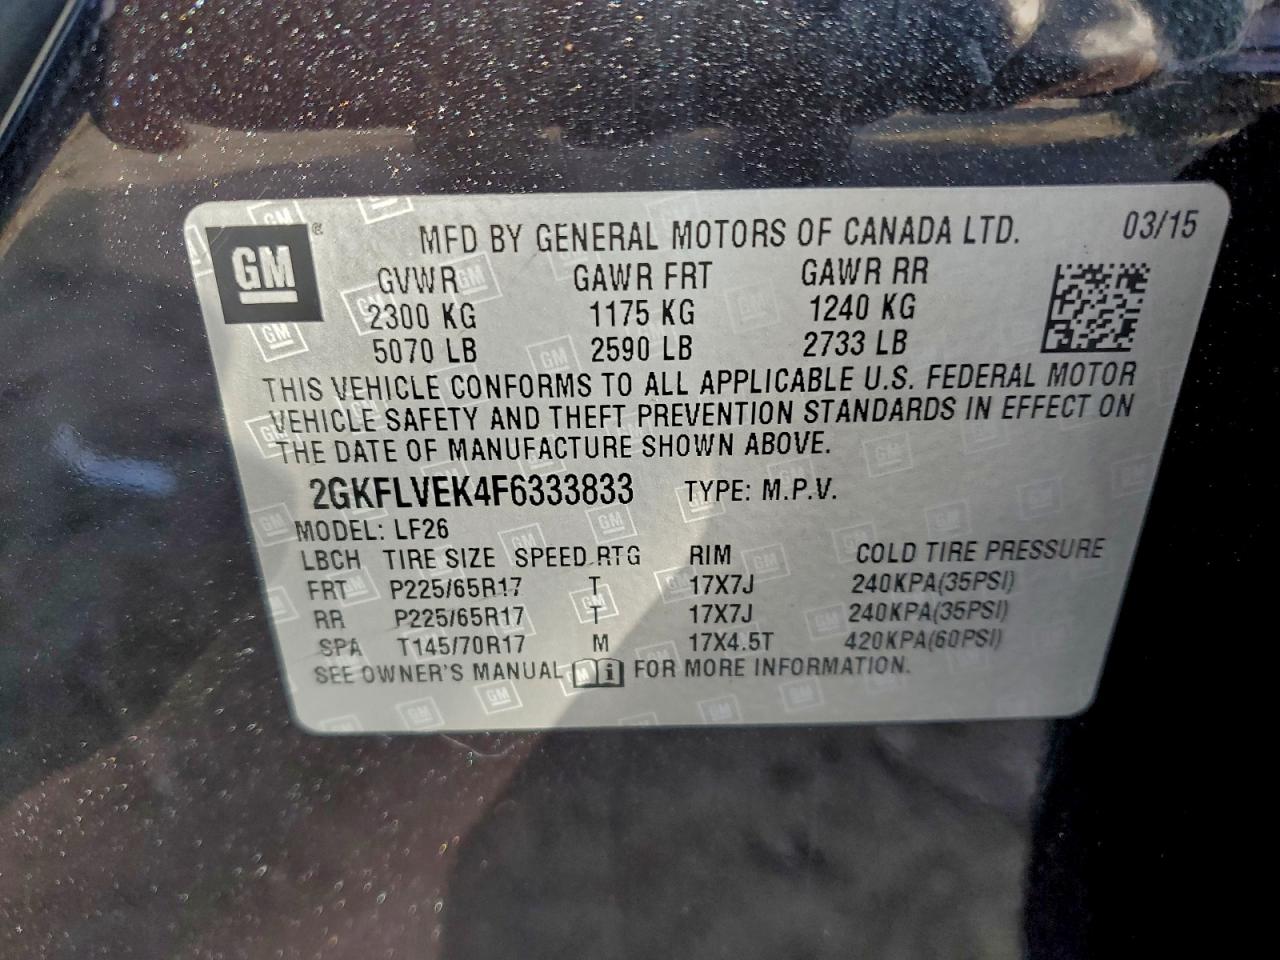 GM ® MFD BY GENERAL MOTORS OF CANADA LTD. 03/15
GVWR GAWR FRT GAWR RR
2300 KG 1175 KG 1240 KG
5070 LB 2590 LB 2733 LB
THIS VEHICLE CONFORMS TO ALL APPLICABLE U.S. FEDERAL MOTOR
VEHICLE SAFETY AND THEFT PREVENTION STANDARDS IN EFFECT ON
THE DATE OF MANUFACTURE SHOWN ABOVE.
2GKFLVEK4F6333833 TYPE: M.P.V.
MODEL: LF26
LBCH TIRE SIZE SPEED RTG RIM COLD TIRE PRESSURE
FRT P225/65R17 T 17X7J 240KPA(35PSI)
RR P225/65R17 T 17X7J 240KPA(35PSI)
SPA T145/70R17 M 17X4.5T 420KPA(60PSI)
SEE OWNER'S MANUAL i FOR MORE INFORMATION.